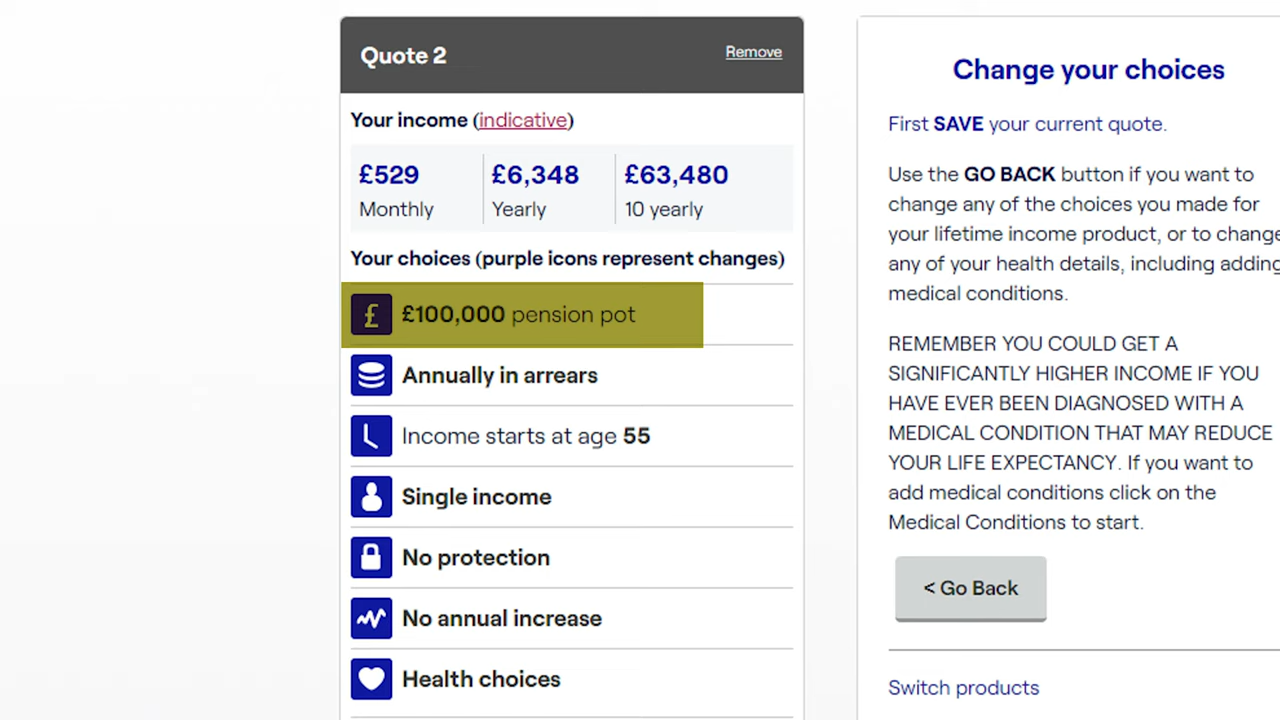 Quote 2
Remove
Your income (indicative)
£529
£6,348
£63,480
Monthly
Yearly
10 yearly
Your choices (purple icons represent changes)
£ £100,000 pension pot
Annually in arrears
Income starts at age 55
Single income
No protection
No annual increase
Health choices
Change your choices
First SAVE your current quote.
Use the GO BACK button if you want to
change any of the choices you made for
your lifetime income product, or to change
any of your health details, including adding
medical conditions.
REMEMBER YOU COULD GET A
SIGNIFICANTLY HIGHER INCOME IF YOU
HAVE EVER BEEN DIAGNOSED WITH A
MEDICAL CONDITION THAT MAY REDUCE
YOUR LIFE EXPECTANCY. If you want to
add medical conditions click on the
Medical Conditions to start.
< Go Back
Switch products